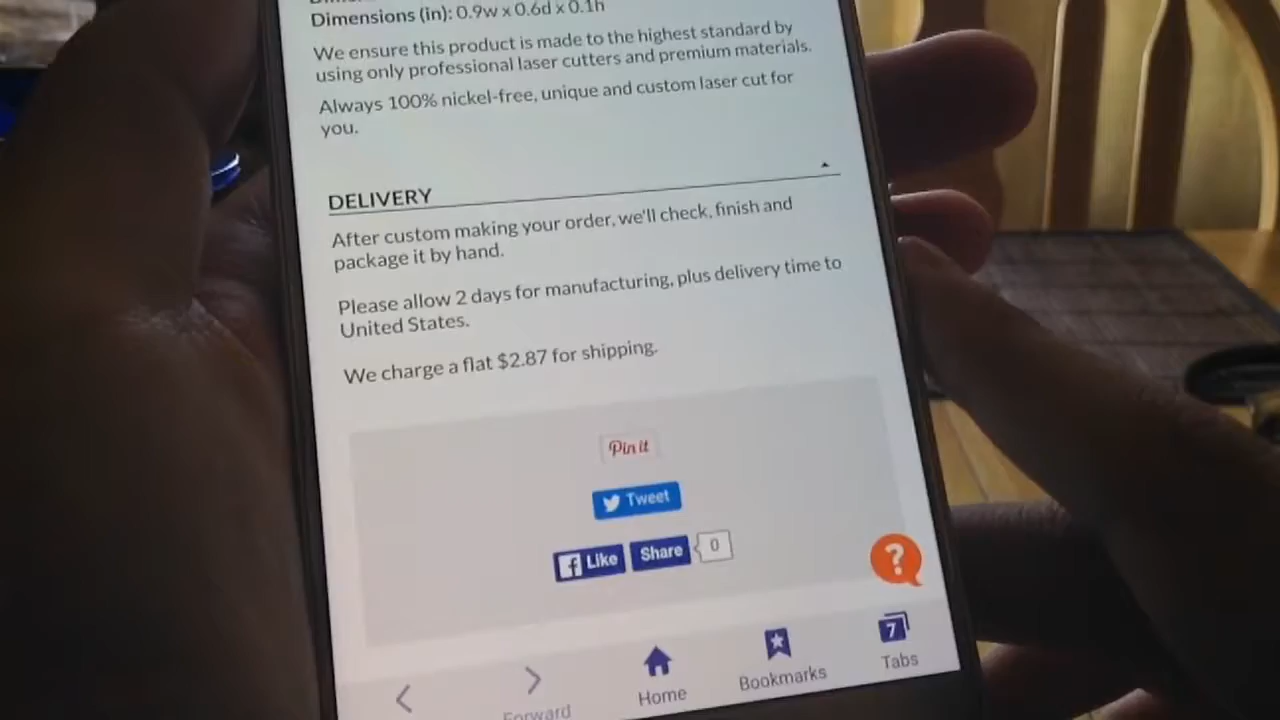 Dimensions (in): 0.9w x 0.6d x 0.1h
We ensure this product is made to the highest standard by
using only professional laser cutters and premium materials.
Always 100% nickel-free, unique and custom laser cut for
you.
DELIVERY
After custom making your order, we'll check, finish and
package it by hand.
Please allow 2 days for manufacturing, plus delivery time to
United States.
We charge a flat $2.87 for shipping.
Pin it
Tweet
f Like Share 0
?
7
Forward Home Bookmarks Tabs